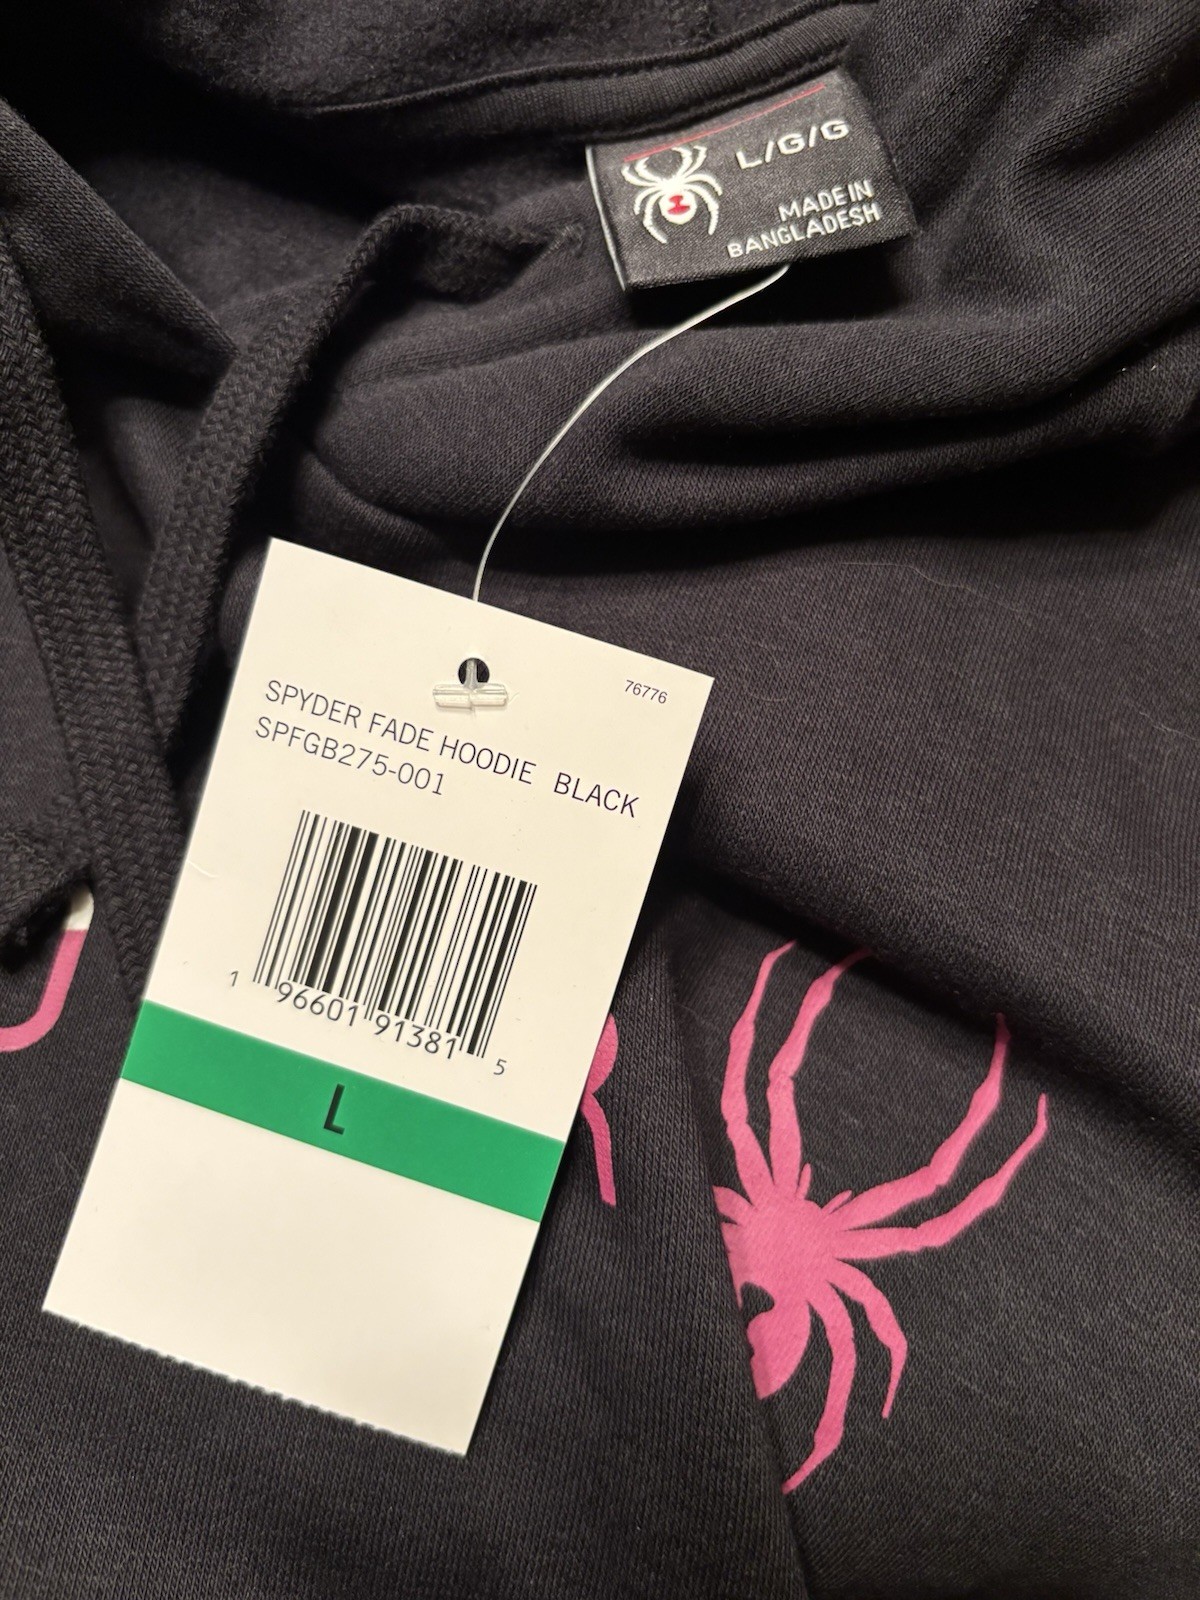 L/G/G
MADE IN
BANGLADESH
76776
SPYDER FADE HOODIE BLACK
SPFGB275-001
1 96601 91381 5
L
R